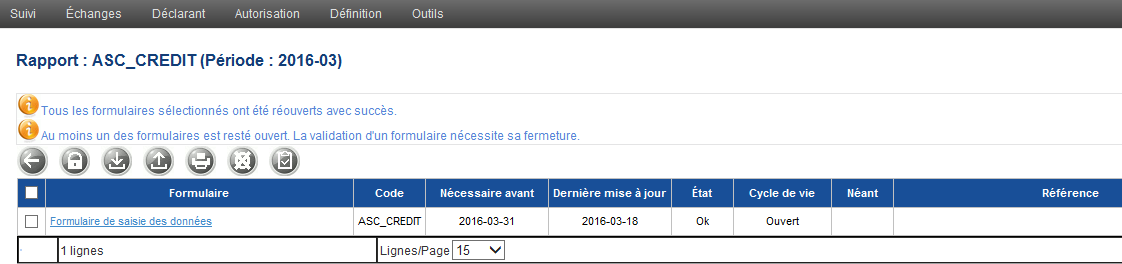 Suivi Échanges Déclarant Autorisation Définition Outils
Rapport : ASC_CREDIT (Période : 2016-03)
Tous les formulaires sélectionnés ont été réouverts avec succès.
Au moins un des formulaires est resté ouvert. La validation d'un formulaire nécessite sa fermeture.
Formulaire Code Nécessaire avant Dernière mise à jour État Cycle de vie Néant Référence
Formulaire de saisie des données ASC_CREDIT 2016-03-31 2016-03-18 Ok Ouvert
1 lignes Lignes/Page 15